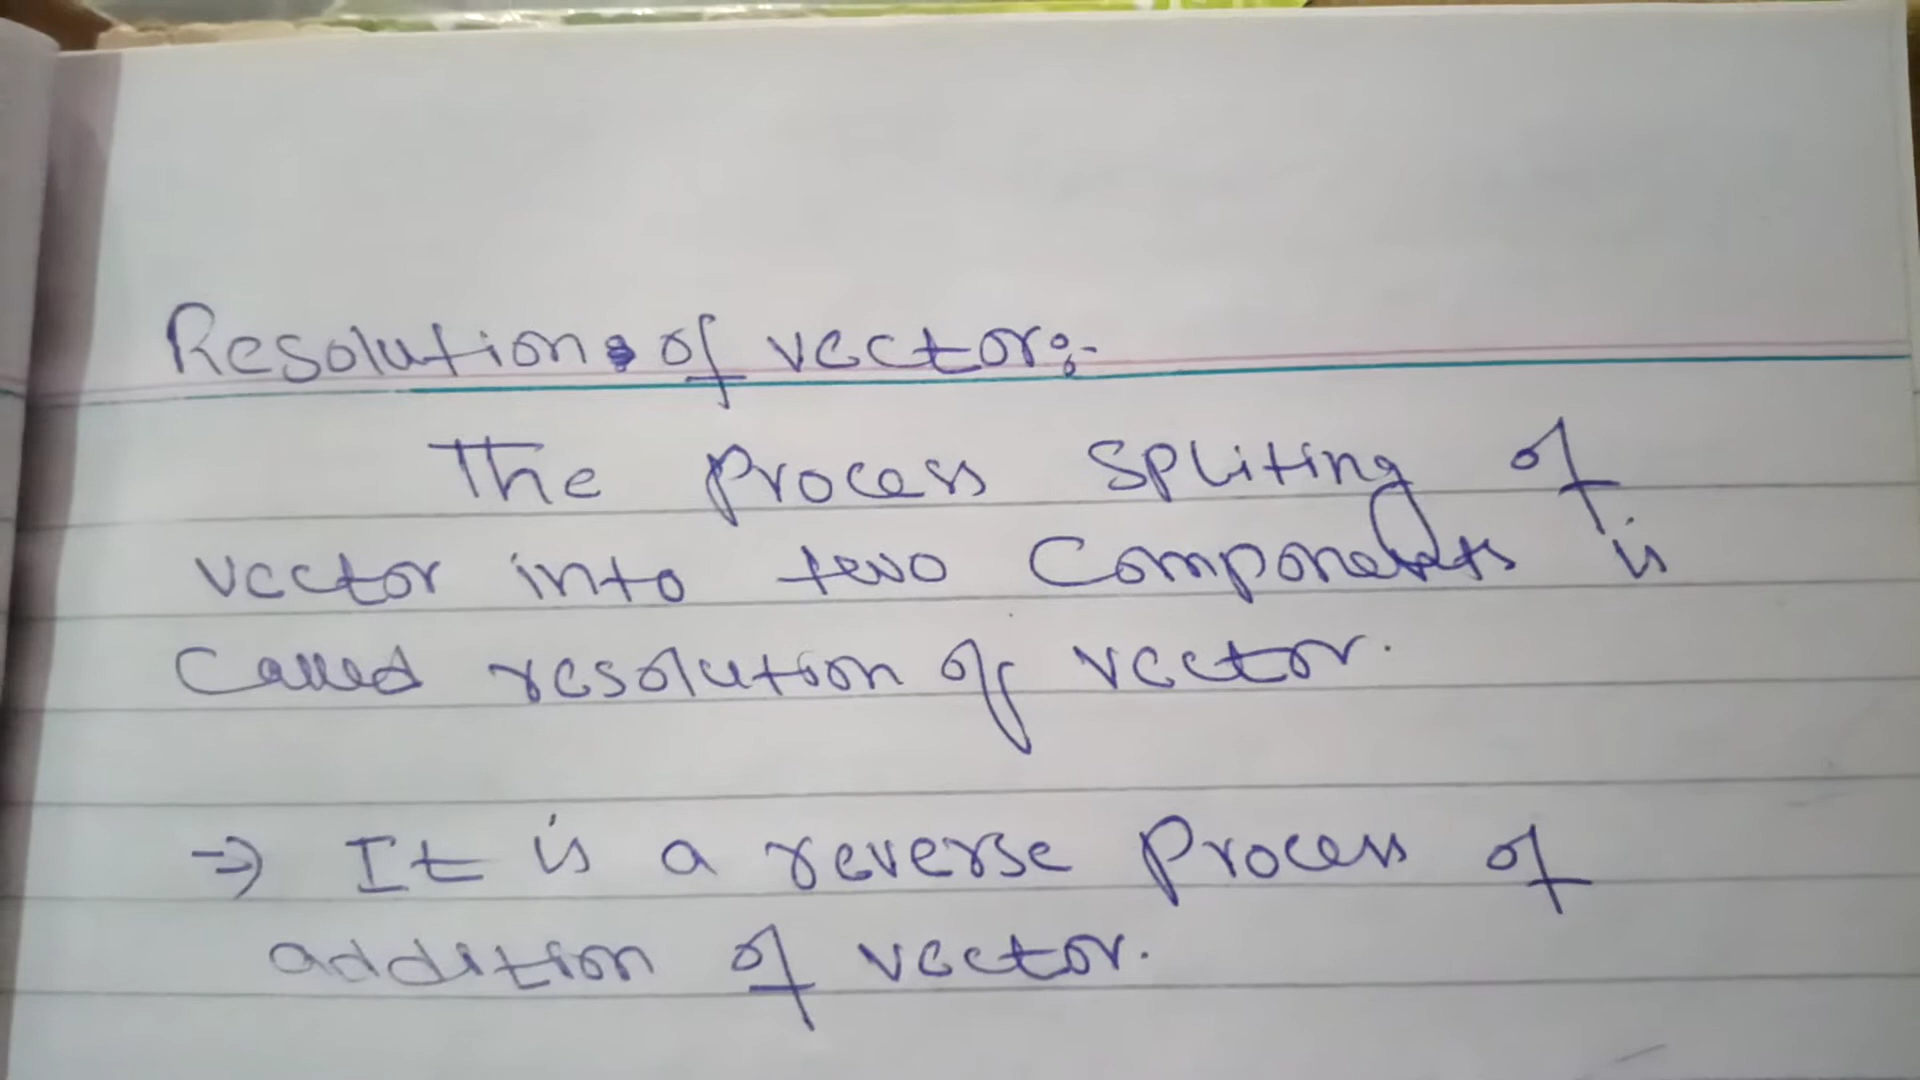 Resolution of vector:-
The process spliting of
vector into two components is
called resolution of vector.
⇒ It is a reverse process of
addition of vector.